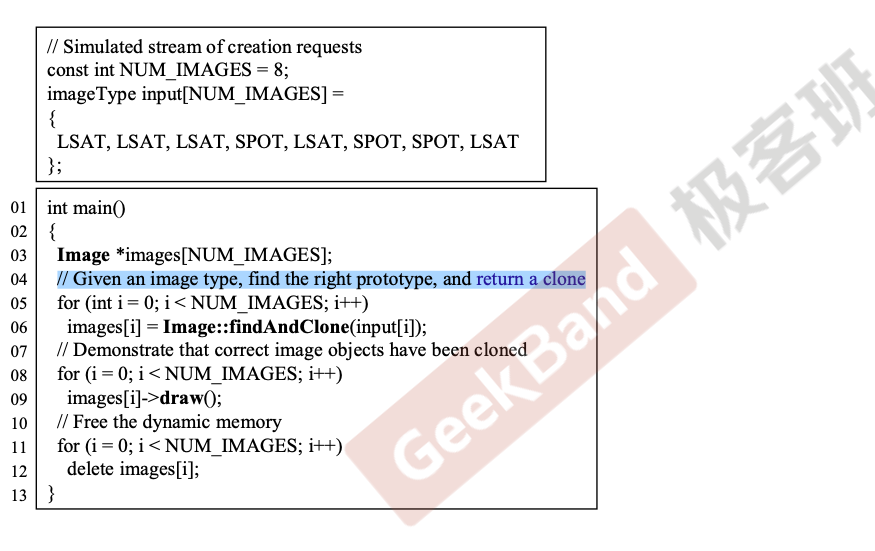 // Simulated stream of creation requests
const int NUM_IMAGES = 8;
imageType input[NUM_IMAGES] =
{
LSAT, LSAT, LSAT, SPOT, LSAT, SPOT, SPOT, LSAT
};
01 int main()
02 {
03 Image *images[NUM_IMAGES];
04 // Given an image type, find the right prototype, and return a clone
05 for (int i = 0; i < NUM_IMAGES; i++)
06 images[i] = Image::findAndClone(input[i]);
07 // Demonstrate that correct image objects have been cloned
08 for (i = 0; i < NUM_IMAGES; i++)
09 images[i]->draw();
10 // Free the dynamic memory
11 for (i = 0; i < NUM_IMAGES; i++)
12 delete images[i];
13 }
GeekBand 极客班